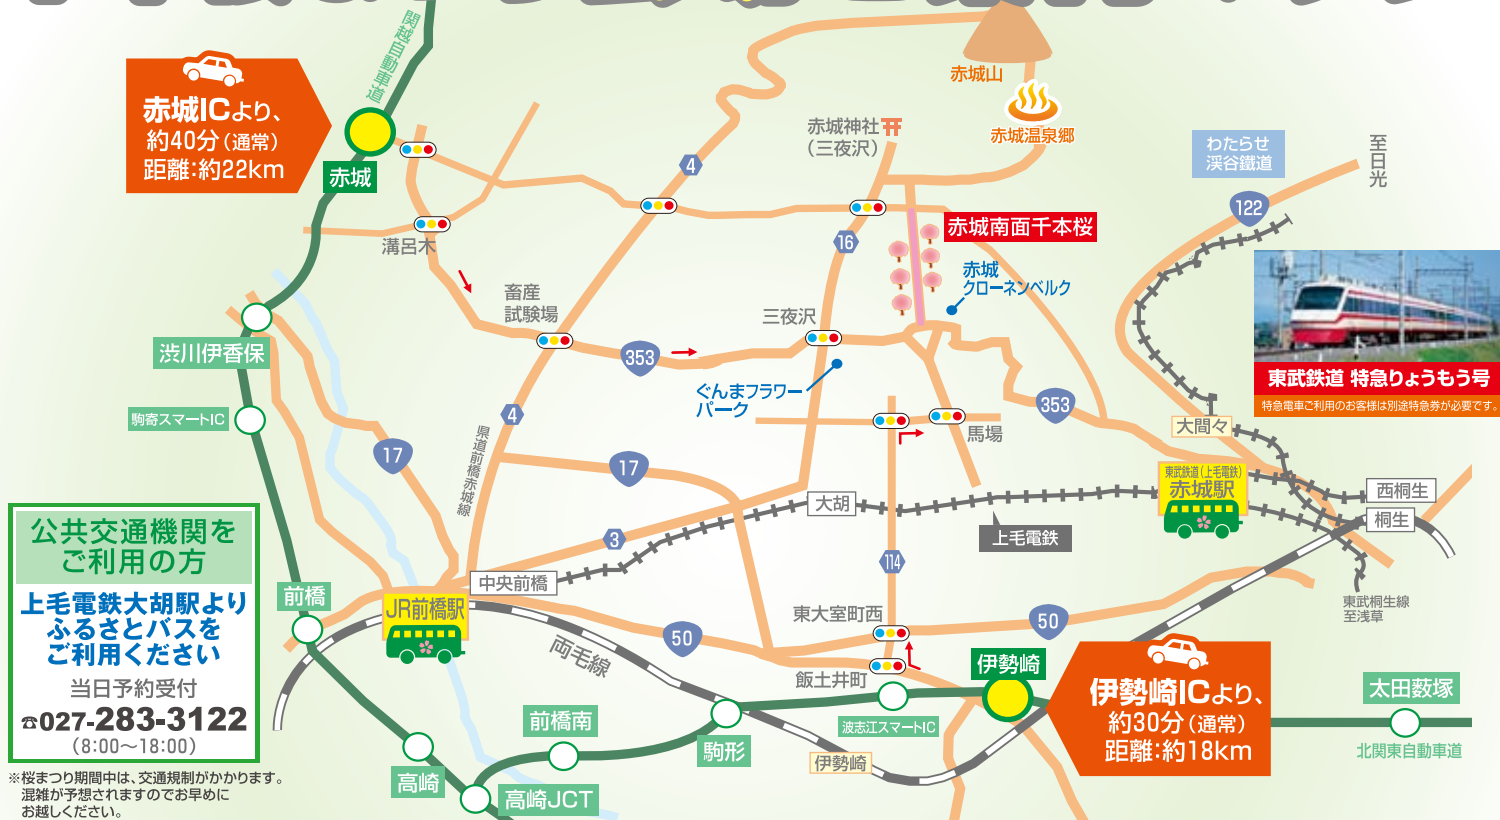 関越自動車道
赤城ICより、
約40分(通常)
距離:約22km
赤城
溝呂木
4
赤城山
赤城温泉郷
赤城神社
(三夜沢)
わたらせ
渓谷鐵道
至日光
122
16
赤城南面千本桜
赤城
クローネンベルク
畜産
試験場
三夜沢
353
ぐんまフラワー
パーク
東武鉄道 特急りょうもう号
特急電車ご利用のお客様は別途特急券が必要です。
渋川伊香保
駒寄スマートIC
4
県道前橋赤城線
17
17
353
馬場
大間々
東武鉄道(上毛電鉄)
赤城駅
西桐生
桐生
大胡
上毛電鉄
3
114
中央前橋
東武桐生線
至浅草
公共交通機関を
ご利用の方
上毛電鉄大胡駅より
ふるさとバスを
ご利用ください
当日予約受付
☎027-283-3122
(8:00〜18:00)
※桜まつり期間中は、交通規制がかかります。
混雑が予想されますのでお早めに
お越しください。
前橋
JR前橋駅
両毛線
50
東大室町西
50
飯土井町
伊勢崎
波志江スマートIC
前橋南
駒形
伊勢崎
高崎
高崎JCT
伊勢崎ICより、
約30分(通常)
距離:約18km
太田薮塚
北関東自動車道